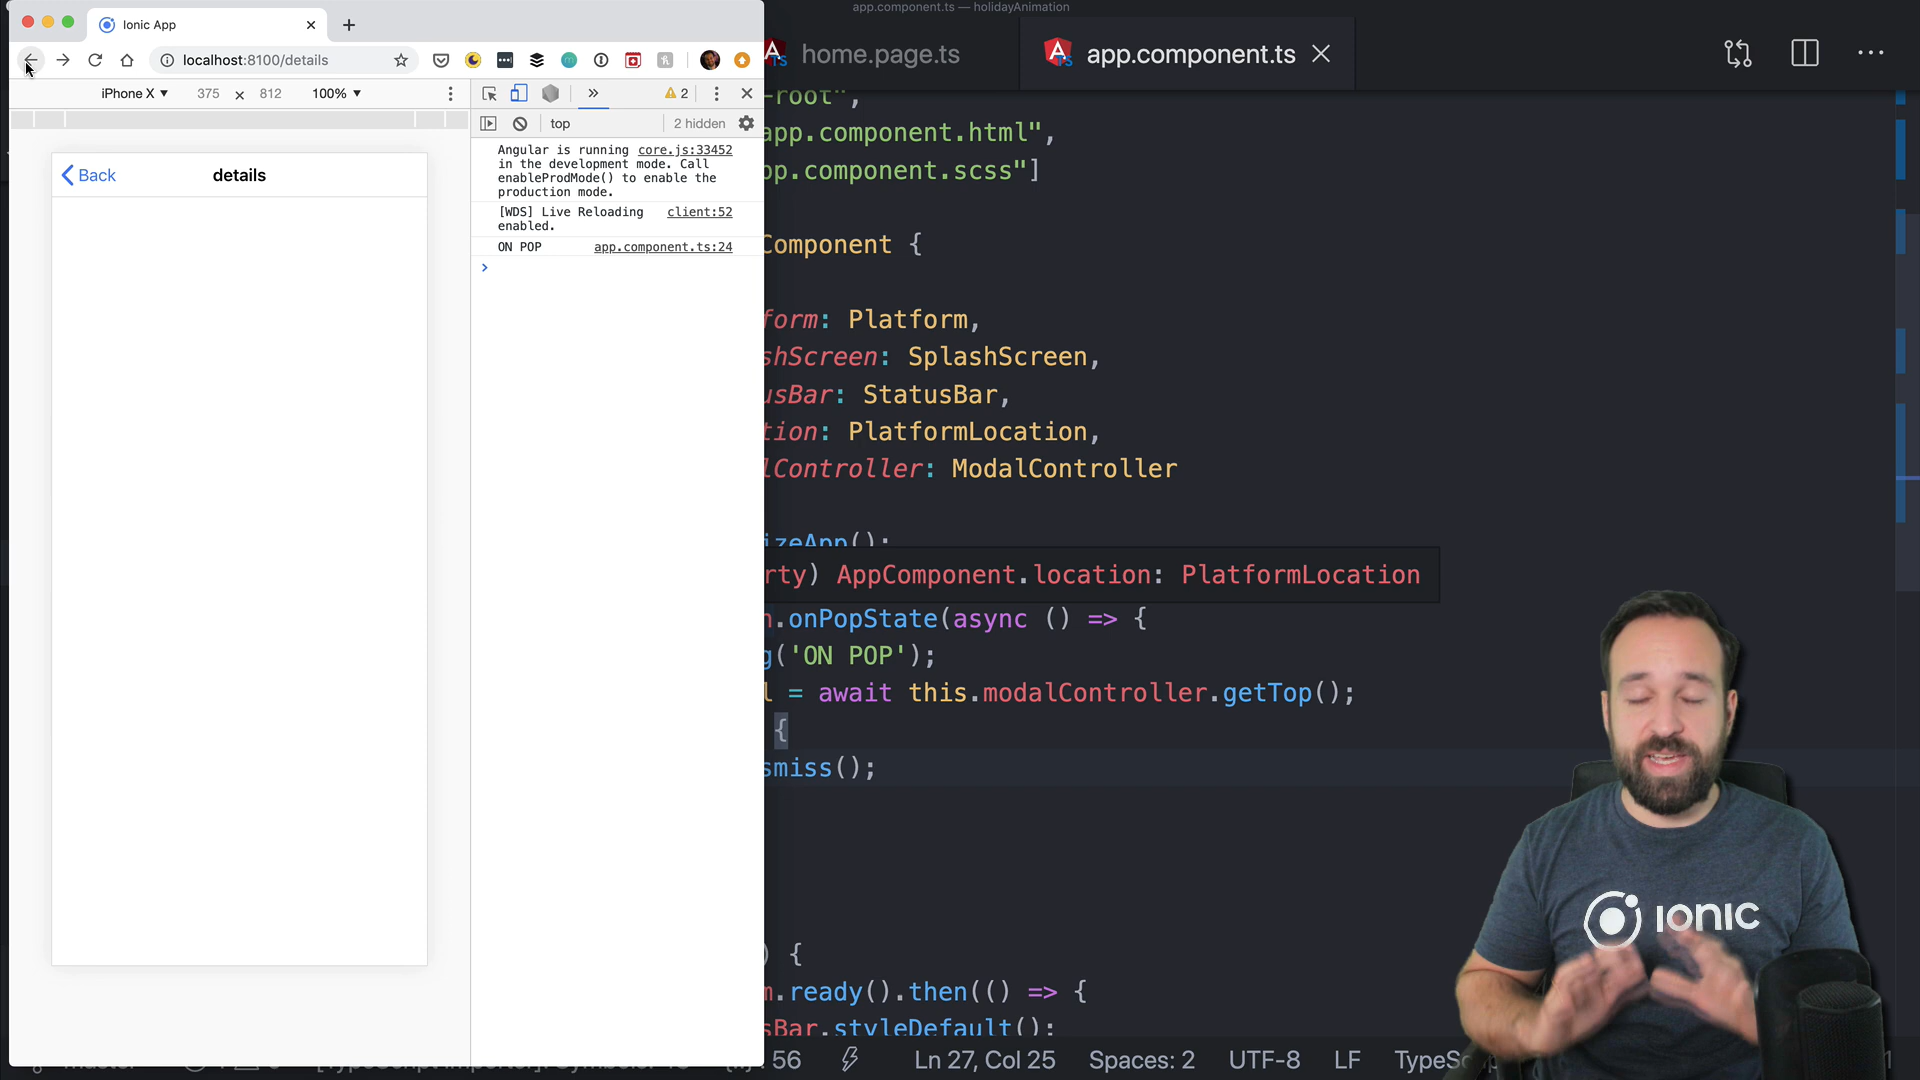 app.component.ts — holidayAnimation
Ionic App
localhost:8100/details
home.page.ts
app.component.ts
iPhone X ▼ 375 × 812 100% ▼
2
top
2 hidden
Angular is running core.js:33452
in the development mode. Call
enableProdMode() to enable the
production mode.
[WDS] Live Reloading client:52
enabled.
ON POP app.component.ts:24
Back
details
-root",
app.component.html",
pp.component.scss"]
Component {
form: Platform,
shScreen: SplashScreen,
usBar: StatusBar,
tion: PlatformLocation,
lController: ModalController
izeApp();
rty) AppComponent.location: PlatformLocation
n.onPopState(async () => {
g('ON POP');
l = await this.modalController.getTop();
{
smiss();
) {
m.ready().then(() => {
sBar.styleDefault();
IONIC
56
Ln 27, Col 25
Spaces: 2
UTF-8
LF